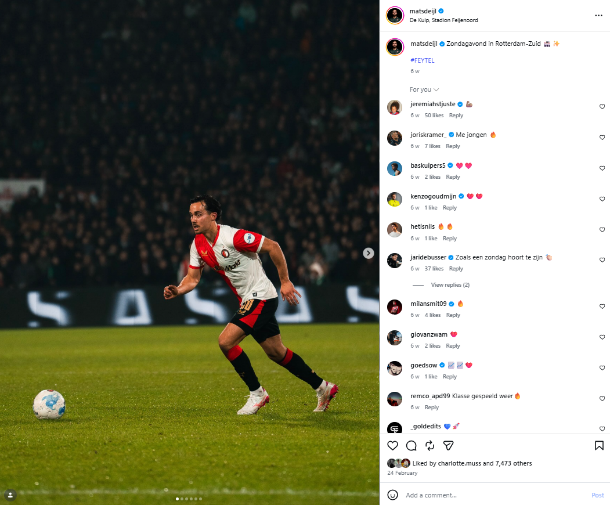 matsdeijl
De Kuip, Stadion Feijenoord
matsdeijl Zondagavond in Rotterdam-Zuid
#FEYTEL
6 w
For you
jeremiahstjuste
6 w 50 likes Reply
joriskramer_ Me jongen
6 w 7 likes Reply
baskuipers5
6 w 2 likes Reply
kenzogoudmijn
6 w 1 like Reply
hetisnils
6 w 1 like Reply
jaridebusser Zoals een zondag hoort te zijn
6 w 37 likes Reply
View replies (2)
milansmit09
6 w 4 likes Reply
giovanzwam
6 w 2 likes Reply
goedsow
6 w 1 like Reply
remco_apd99 Klasse gespeeld weer
6 w Reply
_goldedits
Liked by charlotte.muss and 7,473 others
24 February
Add a comment...
Post